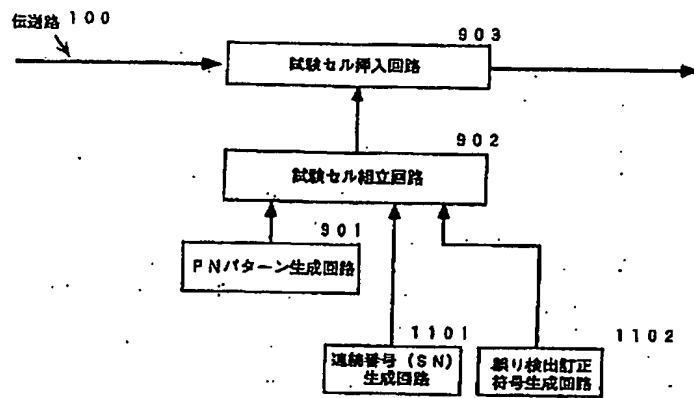 伝送路 100
903
試験セル挿入回路
902
試験セル組立回路
901
PNパターン生成回路
1101
連続番号 (SN)
生成回路
1102
誤り検出訂正
符号生成回路